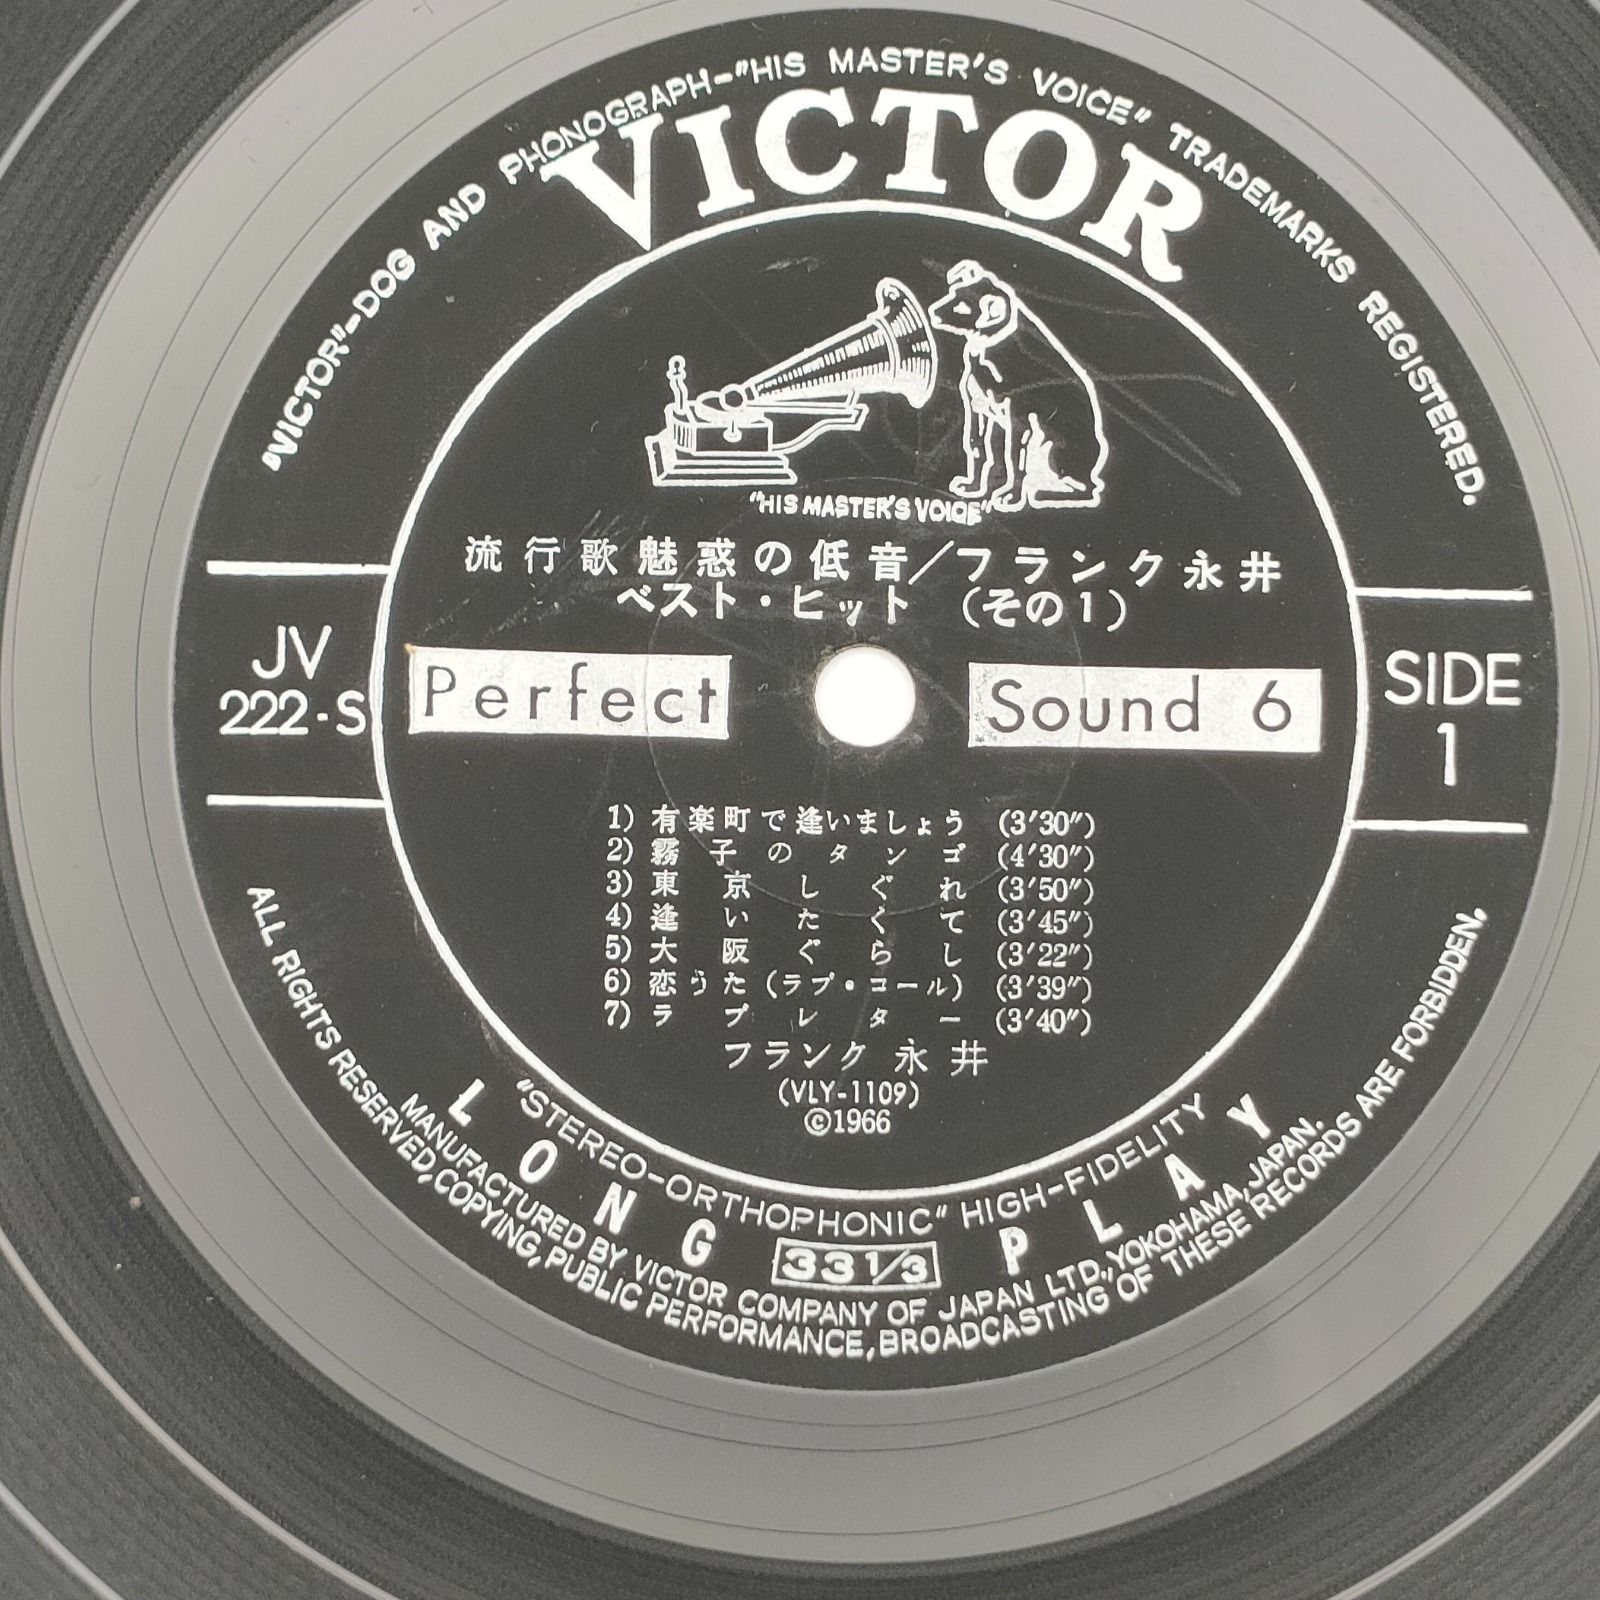 "VICTOR"-DOG AND PHONOGRAPH-"HIS MASTER'S VOICE" TRADEMARKS REGISTERED.
VICTOR
"HIS MASTER'S VOICE"
流行歌魅惑の低音/フランク永井
ベスト・ヒット (その1)
JV
222-S
Perfect Sound 6
SIDE
1
1) 有楽町で逢いましょう (3′30″)
2) 霧子のタンゴ (4′30″)
3) 東京しぐれ (3′50″)
4) 逢いたくて (3′45″)
5) 大阪ぐらし (3′22″)
6) 恋うた (ラブ・コール) (3′39″)
7) ラブレター (3′40″)
フランク永井
(VLY-1109)
©1966
"STEREO-ORTHOPHONIC" HIGH-FIDELITY
LONG 33 1/3 PLAY
MANUFACTURED BY VICTOR COMPANY OF JAPAN LTD., YOKOHAMA, JAPAN.
ALL RIGHTS RESERVED, COPYING, PUBLIC PERFORMANCE, BROADCASTING OF THESE RECORDS ARE FORBIDDEN.